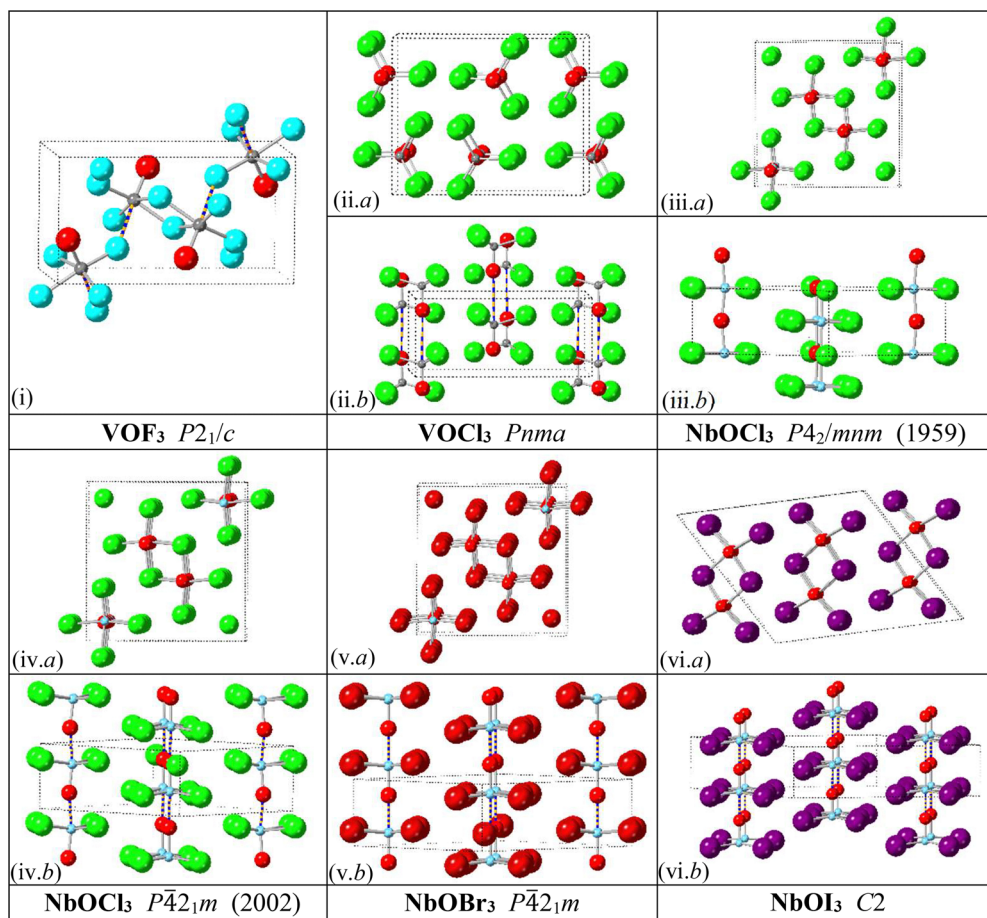 (i)
(ii.a)
(iii.a)
(ii.b)
(iii.b)
VOF₃ P2₁/c
VOCl₃ Pnma
NbOCl₃ P4₂/mnm (1959)
(iv.a)
(v.a)
(vi.a)
(iv.b)
(v.b)
(vi.b)
NbOCl₃ P4̅2₁m (2002)
NbOBr₃ P4̅2₁m
NbOI₃ C2